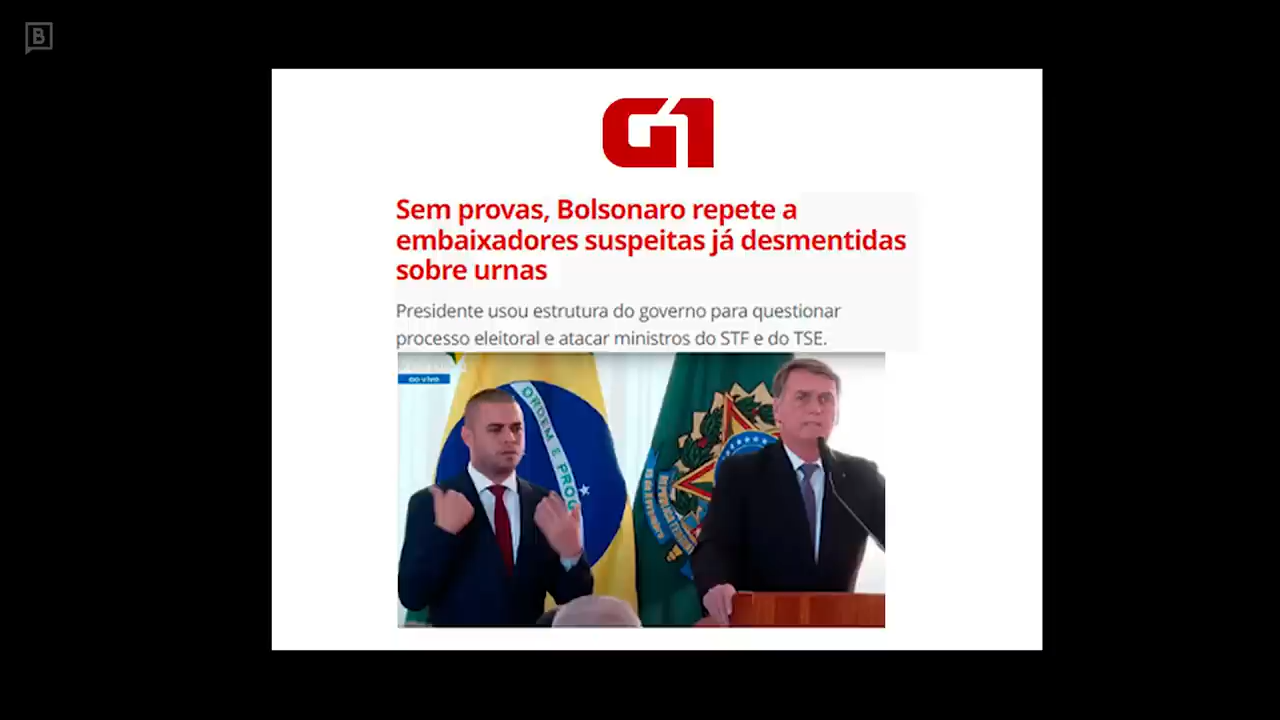 B
G1
Sem provas, Bolsonaro repete a
embaixadores suspeitas já desmentidas
sobre urnas
Presidente usou estrutura do governo para questionar
processo eleitoral e atacar ministros do STF e do TSE.
AO VIVO
ORDEM E PROG